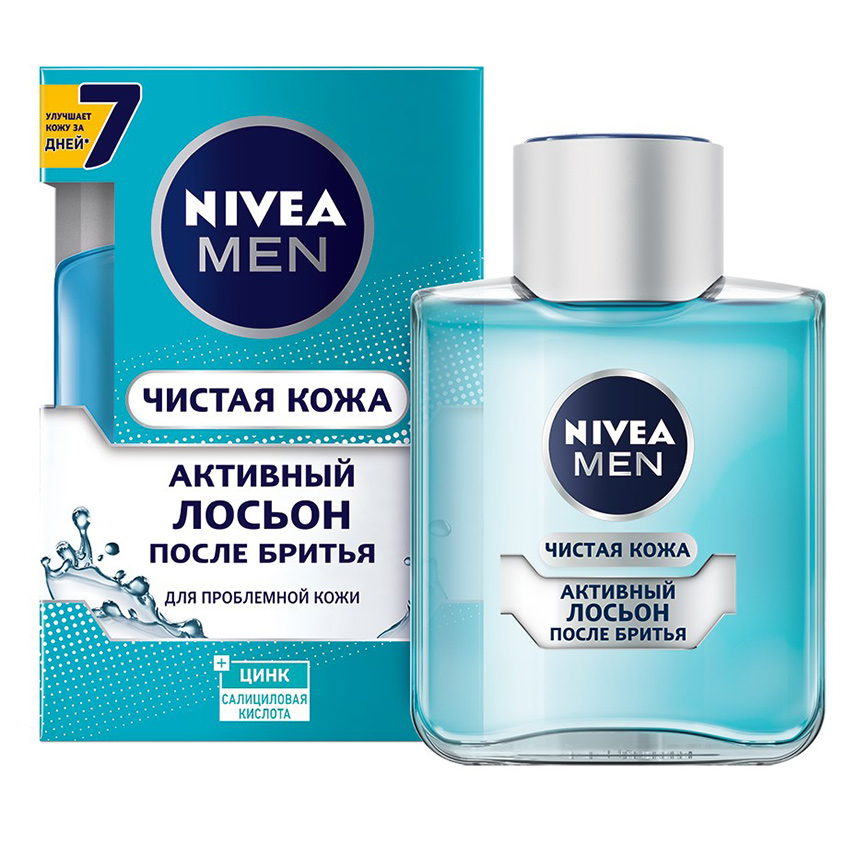 УЛУЧШАЕТ
КОЖУ ЗА
ДНЕЙ*
7
NIVEA
MEN
ЧИСТАЯ КОЖА
АКТИВНЫЙ
ЛОСЬОН
ПОСЛЕ БРИТЬЯ
ДЛЯ ПРОБЛЕМНОЙ КОЖИ
+ ЦИНК
САЛИЦИЛОВАЯ
КИСЛОТА
NIVEA
MEN
ЧИСТАЯ КОЖА
АКТИВНЫЙ
ЛОСЬОН
ПОСЛЕ БРИТЬЯ